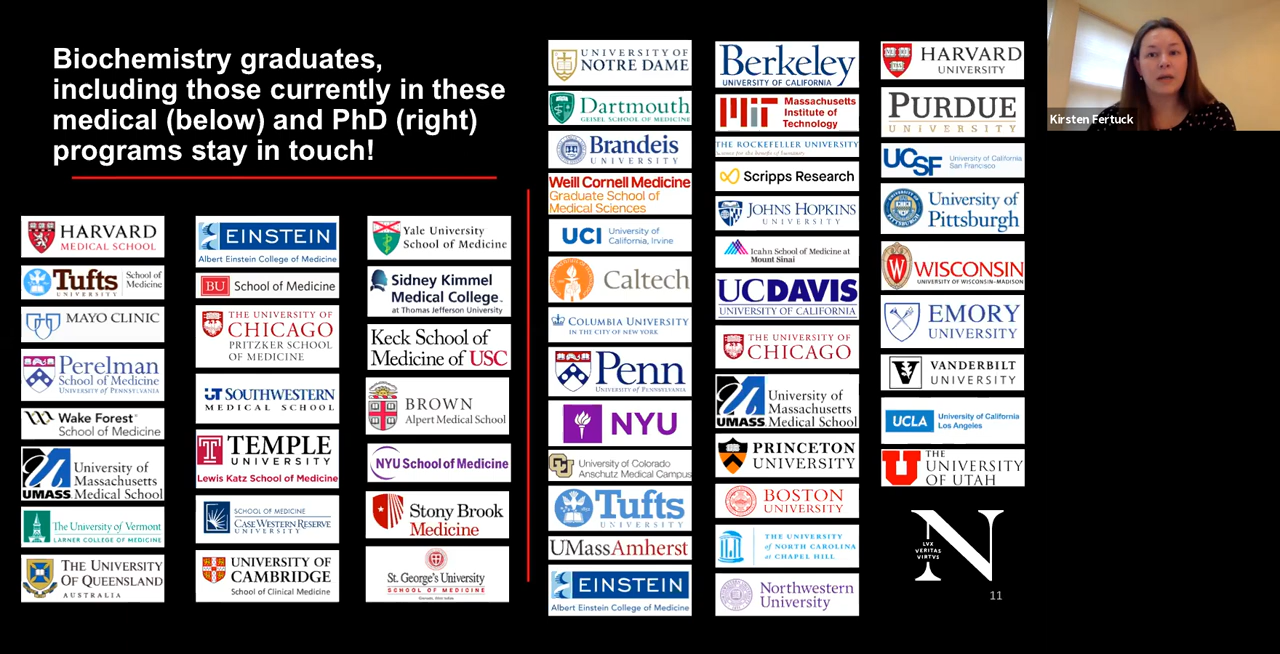 Biochemistry graduates,
including those currently in these
medical (below) and PhD (right)
programs stay in touch!
HARVARD
MEDICAL SCHOOL
Tufts
UNIVERSITY
School of
Medicine
MAYO CLINIC
Perelman
School of Medicine
UNIVERSITY OF PENNSYLVANIA
Wake Forest®
School of Medicine
University of
Massachusetts
UMASS Medical School
The University of Vermont
LARNER COLLEGE OF MEDICINE
THE UNIVERSITY
OF QUEENSLAND
AUSTRALIA
EINSTEIN
Albert Einstein College of Medicine
BU School of Medicine
THE UNIVERSITY OF
CHICAGO
PRITZKER SCHOOL
OF MEDICINE
UT SOUTHWESTERN
MEDICAL SCHOOL
TEMPLE
UNIVERSITY
Lewis Katz School of Medicine
SCHOOL OF MEDICINE
CASE WESTERN RESERVE
UNIVERSITY
UNIVERSITY OF
CAMBRIDGE
School of Clinical Medicine
Yale University
School of Medicine
Sidney Kimmel
Medical College
at Thomas Jefferson University
Keck School of
Medicine of USC
BROWN
Alpert Medical School
NYU School of Medicine
Stony Brook
Medicine
St. George's University
SCHOOL OF MEDICINE
UNIVERSITY OF
NOTRE DAME
Dartmouth
GEISEL SCHOOL OF MEDICINE
Brandeis
UNIVERSITY
Weill Cornell Medicine
Graduate School of
Medical Sciences
UCI University of
California, Irvine
Caltech
COLUMBIA UNIVERSITY
IN THE CITY OF NEW YORK
Penn
UNIVERSITY OF PENNSYLVANIA
NYU
University of Colorado
Anschutz Medical Campus
Tufts
UNIVERSITY
UMassAmherst
EINSTEIN
Albert Einstein College of Medicine
Berkeley
UNIVERSITY OF CALIFORNIA
MIT
Massachusetts
Institute of
Technology
THE ROCKEFELLER UNIVERSITY
Science for the benefit of humanity
Scripps Research
JOHNS HOPKINS
UNIVERSITY
Icahn School of Medicine at
Mount Sinai
UCDAVIS
UNIVERSITY OF CALIFORNIA
THE UNIVERSITY OF
CHICAGO
University of
Massachusetts
UMASS Medical School
PRINCETON
UNIVERSITY
BOSTON
UNIVERSITY
THE UNIVERSITY
of NORTH CAROLINA
at CHAPEL HILL
Northwestern
University
HARVARD
UNIVERSITY
PURDUE
UNIVERSITY
UCSF University of California
San Francisco
University of
Pittsburgh
WISCONSIN
UNIVERSITY OF WISCONSIN–MADISON
EMORY
UNIVERSITY
V VANDERBILT
UNIVERSITY
UCLA University of California
Los Angeles
U THE
UNIVERSITY
OF UTAH
N
LVX
VERITAS
VIRTVS
11
Kirsten Fertuck